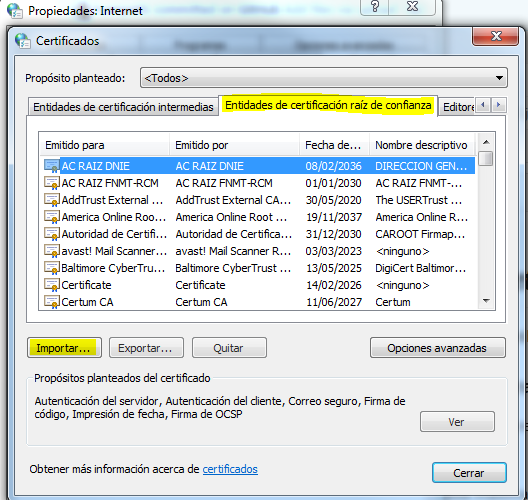 Propiedades: Internet
Certificados
Propósito planteado:
<Todos>
Entidades de certificación intermedias Entidades de certificación raíz de confianza Editore
Emitido para Emitido por Fecha de... Nombre descriptivo
AC RAIZ DNIE AC RAIZ DNIE 08/02/2036 DIRECCION GEN...
AC RAIZ FNMT-RCM AC RAIZ FNMT-RCM 01/01/2030 AC RAIZ FNMT-...
AddTrust External CA... AddTrust External CA... 30/05/2020 The USERTrust ...
America Online Roo... America Online Root ... 19/11/2037 America Online R...
Autoridad de Certifi... Autoridad de Certifica... 31/12/2030 CAROOT Firmap...
avast! Mail Scanner ... avast! Mail Scanner R... 03/03/2023 <ninguno>
Baltimore CyberTru... Baltimore CyberTrust ... 13/05/2025 DigiCert Baltimor...
Certificate Certificate 14/02/2026 <ninguno>
Certum CA Certum CA 11/06/2027 Certum
Importar... Exportar... Quitar Opciones avanzadas
Propósitos planteados del certificado
Autenticación del servidor, Autenticación del cliente, Correo seguro, Firma de
código, Impresión de fecha, Firma de OCSP
Ver
Obtener más información acerca de certificados
Cerrar